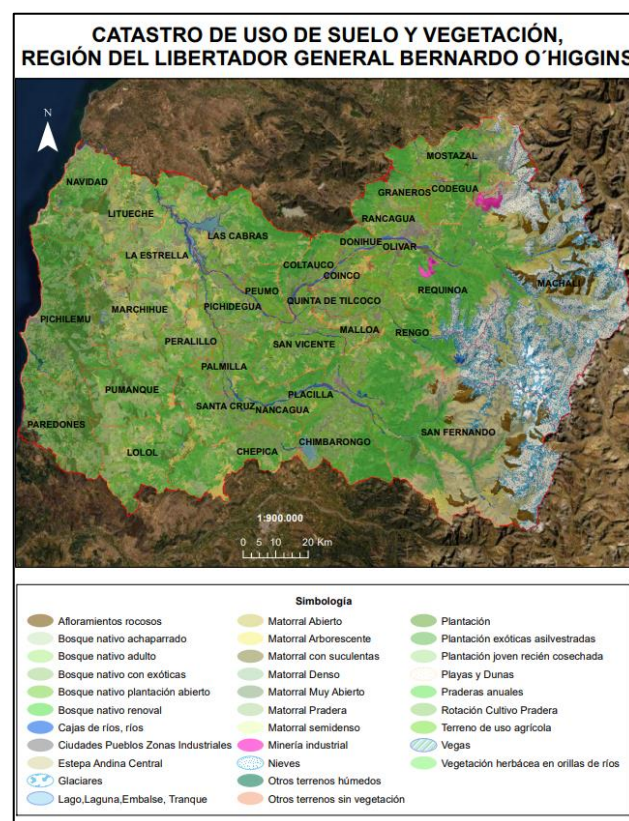 CATASTRO DE USO DE SUELO Y VEGETACIÓN,
REGIÓN DEL LIBERTADOR GENERAL BERNARDO O´HIGGINS
N
MOSTAZAL
NAVIDAD
GRANEROS
CODEGUA
LITUECHE
RANCAGUA
LAS CABRAS
DONIHUE
OLIVAR
LA ESTRELLA
COLTAUCO
COINCO
MACHALI
PEUMO
REQUINOA
PICHIDEGUA
QUINTA DE TILCOCO
MARCHIHUE
PICHILEMU
MALLOA
RENGO
PERALILLO
SAN VICENTE
PALMILLA
PUMANQUE
PLACILLA
SANTA CRUZ
NANCAGUA
PAREDONES
SAN FERNANDO
CHIMBARONGO
LOLOL
CHEPICA
1:900.000
0 5 10 20 Km
Simbología
Afloramientos rocosos
Bosque nativo achaparrado
Bosque nativo adulto
Bosque nativo con exóticas
Bosque nativo plantación abierto
Bosque nativo renoval
Cajas de ríos, ríos
Ciudades Pueblos Zonas Industriales
Estepa Andina Central
Glaciares
Lago,Laguna,Embalse, Tranque
Matorral Abierto
Matorral Arborescente
Matorral con suculentas
Matorral Denso
Matorral Muy Abierto
Matorral Pradera
Matorral semidenso
Minería industrial
Nieves
Otros terrenos húmedos
Otros terrenos sin vegetación
Plantación
Plantación exóticas asilvestradas
Plantación joven recién cosechada
Playas y Dunas
Praderas anuales
Rotación Cultivo Pradera
Terreno de uso agrícola
Vegas
Vegetación herbácea en orillas de ríos